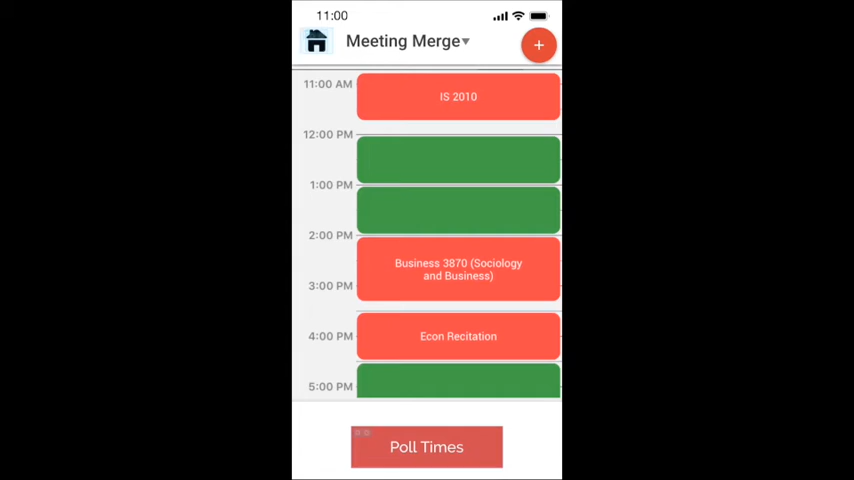 11:00
Meeting Merge
+
11:00 AM
IS 2010
12:00 PM
1:00 PM
2:00 PM
Business 3870 (Sociology
and Business)
3:00 PM
4:00 PM
Econ Recitation
5:00 PM
Poll Times